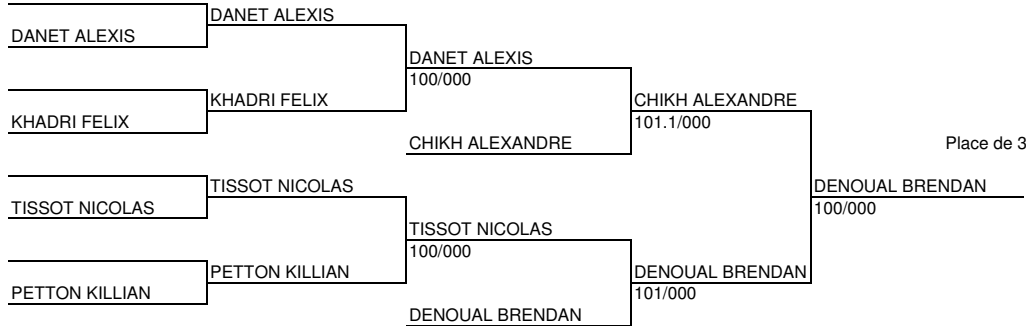 DANET ALEXIS
DANET ALEXIS
DANET ALEXIS
100/000
KHADRI FELIX
KHADRI FELIX
CHIKH ALEXANDRE
101.1/000
CHIKH ALEXANDRE
Place de 3
TISSOT NICOLAS
TISSOT NICOLAS
DENOUAL BRENDAN
100/000
TISSOT NICOLAS
100/000
PETTON KILLIAN
PETTON KILLIAN
DENOUAL BRENDAN
101/000
DENOUAL BRENDAN